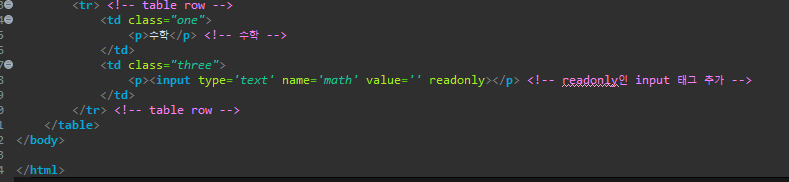 <tr> <!-- table row -->
<td class="one">
<p>수학</p> <!-- 수학 -->
</td>
<td class="three">
<p><input type='text' name='math' value='' readonly></p> <!-- readonly인 input 태그 추가 -->
</td>
</tr> <!-- table row -->
</table>
</body>
</html>